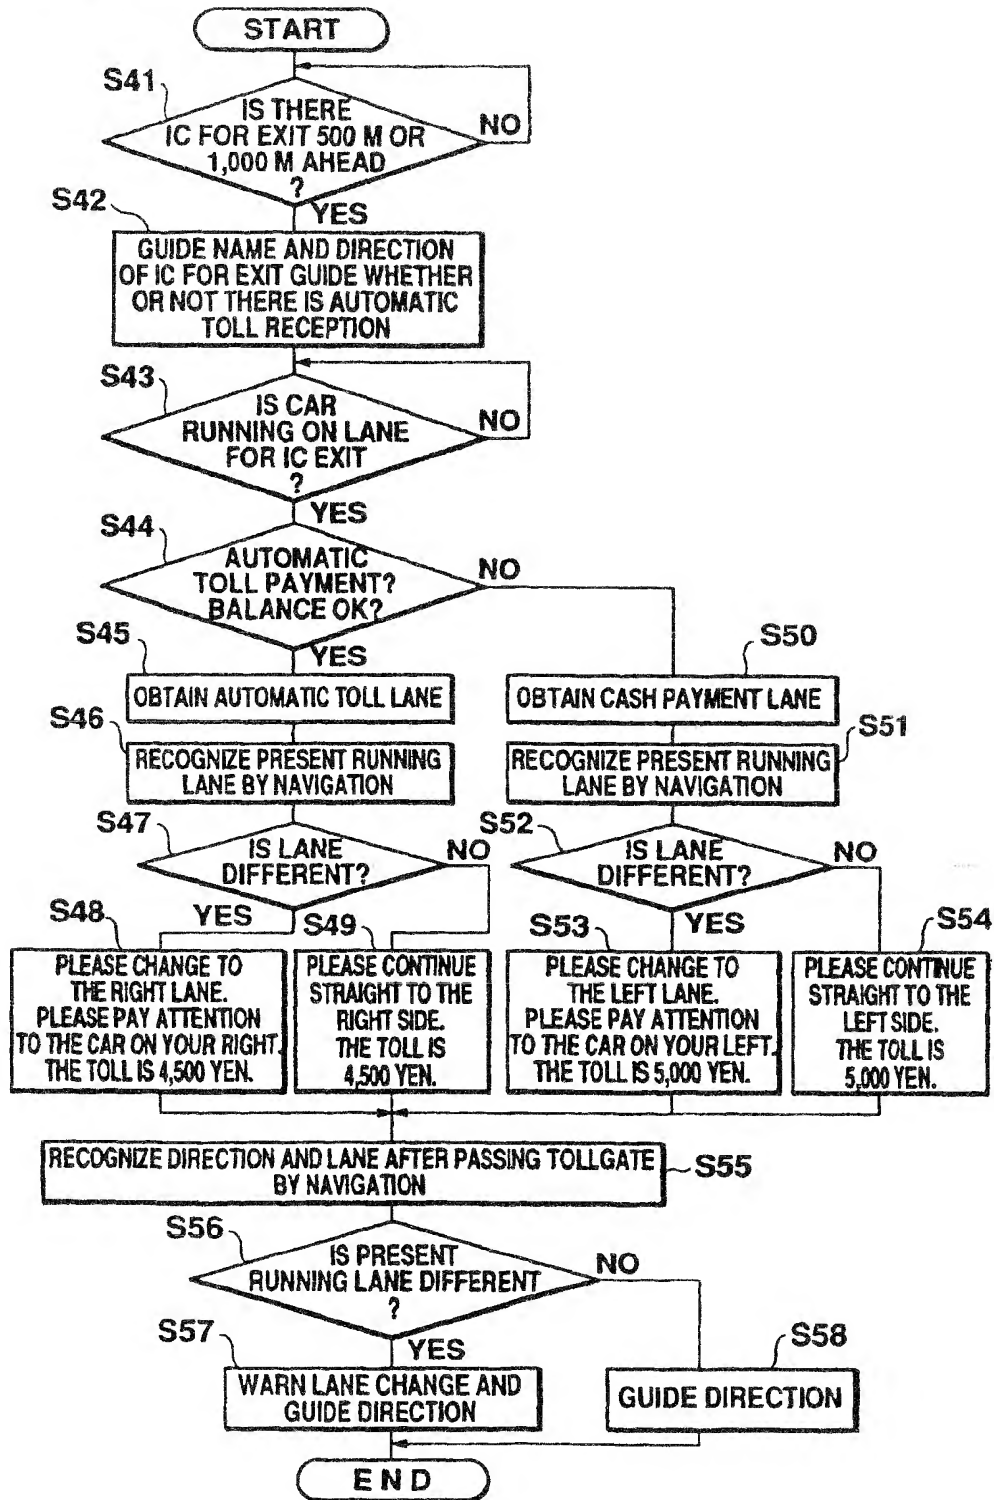 START
S41
IS THERE
IC FOR EXIT 500 M OR
1,000 M AHEAD
?
NO
YES
S42
GUIDE NAME AND DIRECTION
OF IC FOR EXIT GUIDE WHETHER
OR NOT THERE IS AUTOMATIC
TOLL RECEPTION
S43
IS CAR
RUNNING ON LANE
FOR IC EXIT
?
NO
YES
S44
AUTOMATIC
TOLL PAYMENT?
BALANCE OK?
NO
YES
S45
OBTAIN AUTOMATIC TOLL LANE
S50
OBTAIN CASH PAYMENT LANE
S46
RECOGNIZE PRESENT RUNNING
LANE BY NAVIGATION
S51
RECOGNIZE PRESENT RUNNING
LANE BY NAVIGATION
S47
IS LANE
DIFFERENT?
NO
YES
S52
IS LANE
DIFFERENT?
NO
YES
S48
PLEASE CHANGE TO
THE RIGHT LANE.
PLEASE PAY ATTENTION
TO THE CAR ON YOUR RIGHT.
THE TOLL IS 4,500 YEN.
S49
PLEASE CONTINUE
STRAIGHT TO THE
RIGHT SIDE.
THE TOLL IS
4,500 YEN.
S53
PLEASE CHANGE TO
THE LEFT LANE.
PLEASE PAY ATTENTION
TO THE CAR ON YOUR LEFT.
THE TOLL IS 5,000 YEN.
S54
PLEASE CONTINUE
STRAIGHT TO THE
LEFT SIDE.
THE TOLL IS
5,000 YEN.
RECOGNIZE DIRECTION AND LANE AFTER PASSING TOLLGATE
BY NAVIGATION
S55
S56
IS PRESENT
RUNNING LANE DIFFERENT
?
NO
YES
S57
WARN LANE CHANGE AND
GUIDE DIRECTION
S58
GUIDE DIRECTION
END